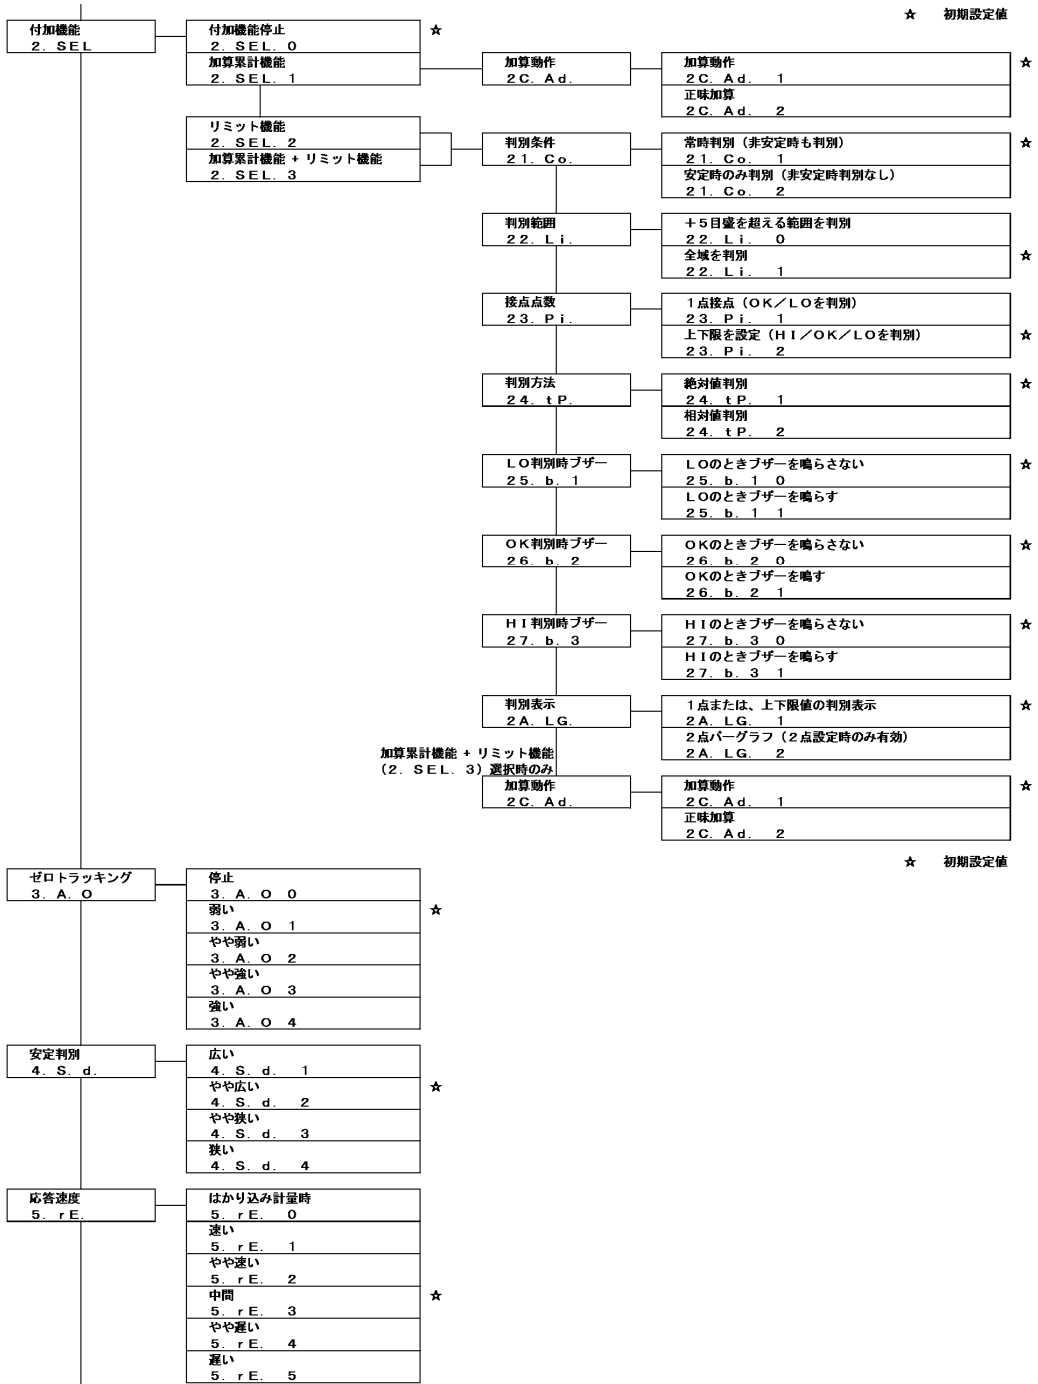 ☆ 初期設定値
付加機能
2. SEL
付加機能停止 ☆
2. SEL. 0
加算累計機能
2. SEL. 1
加算動作
2C. Ad.
加算動作 ☆
2C. Ad. 1
正味加算
2C. Ad. 2
リミット機能
2. SEL. 2
加算累計機能 + リミット機能
2. SEL. 3
判別条件
21. Co.
常時判別（非安定時も判別） ☆
21. Co. 1
安定時のみ判別（非安定時判別なし）
21. Co. 2
判別範囲
22. Li.
＋5目盛を超える範囲を判別
22. Li. 0
全域を判別 ☆
22. Li. 1
接点点数
23. Pi.
1点接点（OK／LOを判別）
23. Pi. 1
上下限を設定（HI／OK／LOを判別） ☆
23. Pi. 2
判別方法
24. tP.
絶対値判別 ☆
24. tP. 1
相対値判別
24. tP. 2
LO判別時ブザー
25. b. 1
LOのときブザーを鳴らさない ☆
25. b. 1 0
LOのときブザーを鳴らす
25. b. 1 1
OK判別時ブザー
26. b. 2
OKのときブザーを鳴らさない ☆
26. b. 2 0
OKのときブザーを鳴す
26. b. 2 1
HI判別時ブザー
27. b. 3
HIのときブザーを鳴らさない ☆
27. b. 3 0
HIのときブザーを鳴らす
27. b. 3 1
判別表示
2A. LG.
1点または、上下限値の判別表示 ☆
2A. LG. 1
2点バーグラフ（2点設定時のみ有効）
2A. LG. 2
加算累計機能 + リミット機能
（2. SEL. 3）選択時のみ
加算動作
2C. Ad.
加算動作 ☆
2C. Ad. 1
正味加算
2C. Ad. 2
☆ 初期設定値
ゼロトラッキング
3. A. O
停止
3. A. O 0
弱い ☆
3. A. O 1
やや弱い
3. A. O 2
やや強い
3. A. O 3
強い
3. A. O 4
安定判別
4. S. d.
広い
4. S. d. 1
やや広い ☆
4. S. d. 2
やや狭い
4. S. d. 3
狭い
4. S. d. 4
応答速度
5. rE.
はかり込み計量時
5. rE. 0
速い
5. rE. 1
やや速い
5. rE. 2
中間 ☆
5. rE. 3
やや遅い
5. rE. 4
遅い
5. rE. 5